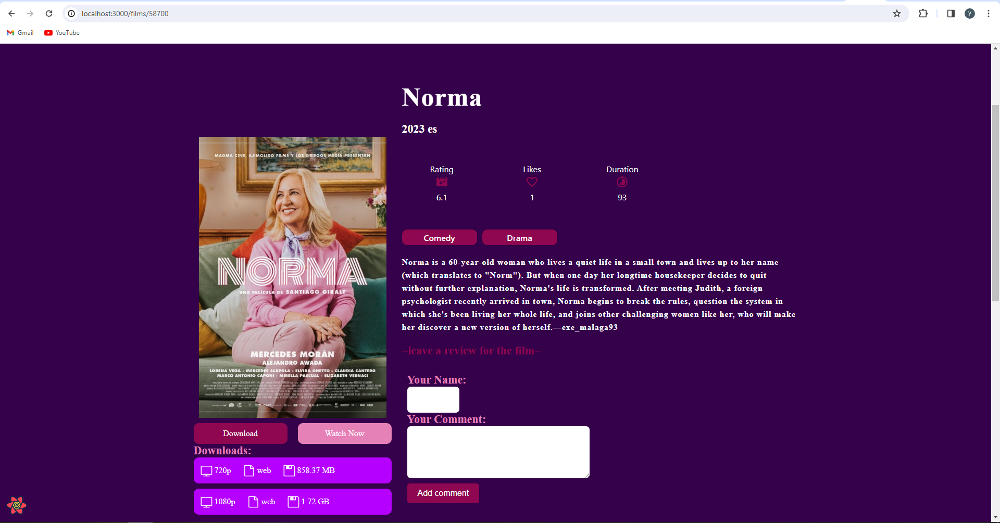 localhost:3000/films/58700
y
Gmail
YouTube
Norma
2023 es
Rating
Likes
Duration
6.1
1
93
Comedy
Drama
Norma is a 60-year-old woman who lives a quiet life in a small town and lives up to her name
(which translates to "Norm"). But when one day her longtime housekeeper decides to quit
without further explanation, Norma's life is transformed. After meeting Judith, a foreign
psychologist recently arrived in town, Norma begins to break the rules, question the system in
which she's been living her whole life, and joins other challenging women like her, who will make
her discover a new version of herself.—exe_malaga93
~leave a review for the film~
Your Name:
Your Comment:
Add comment
MAGMA CINE, AJIMOLIDO FILMS Y LOS GRIEGOS MEDIA PRESENTAN
NORMA
UNA PELÍCULA DE SANTIAGO GIRALT
MERCEDES MORÁN
ALEJANDRO AWADA
LORENA VEGA - MERCEDES SCÁPOLA - ELVIRA ONETTO - CLAUDIA CANTERO
MARCO ANTONIO CAPONI - MIRELLA PASCUAL - ELIZABETH VERNACI
Download
Watch Now
Downloads:
720p web 858.37 MB
1080p web 1.72 GB